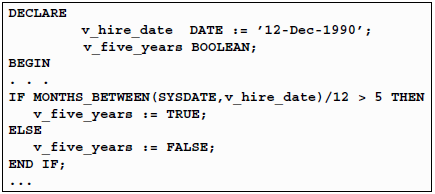 DECLARE
v_hire_date DATE := ’12-Dec-1990’;
v_five_years BOOLEAN;
BEGIN
. . .
IF MONTHS_BETWEEN(SYSDATE,v_hire_date)/12 > 5 THEN
v_five_years := TRUE;
ELSE
v_five_years := FALSE;
END IF;
...